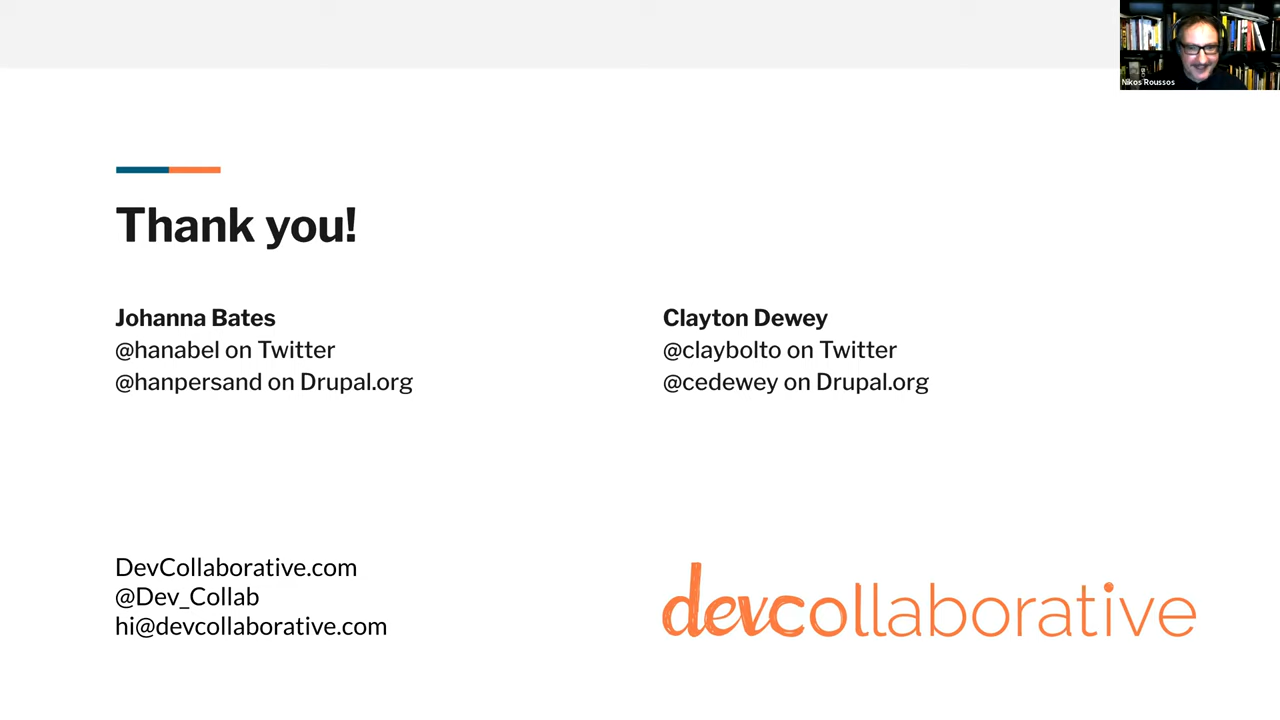 Nikos Roussos
Thank you!
Johanna Bates
@hanabel on Twitter
@hanpersand on Drupal.org
Clayton Dewey
@claybolto on Twitter
@cedewey on Drupal.org
DevCollaborative.com
@Dev_Collab
hi@devcollaborative.com
devcollaborative